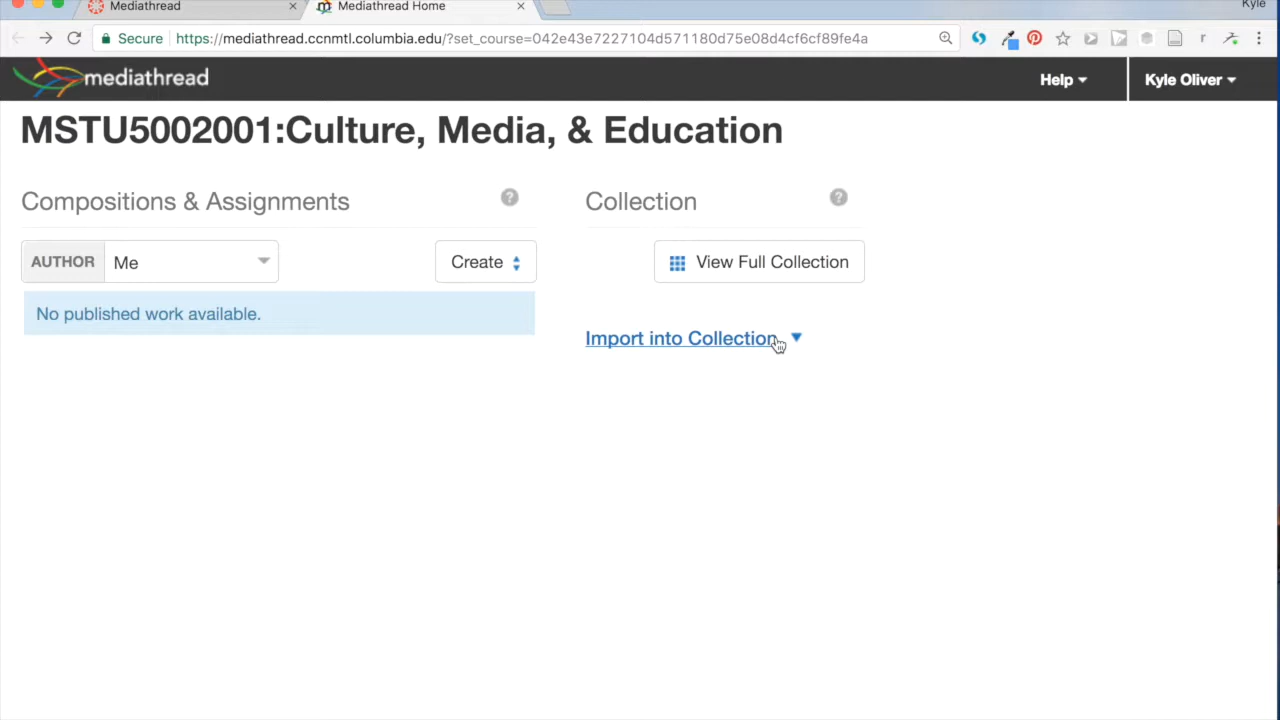 Mediathread
Mediathread Home
Kyle
Secure https://mediathread.ccnmtl.columbia.edu/?set_course=042e43e7227104d571180d75e08d4cf6cf89fe4a
mediathread
Help
Kyle Oliver
MSTU5002001:Culture, Media, & Education
Compositions & Assignments ?
Collection ?
AUTHOR Me
Create
View Full Collection
No published work available.
Import into Collection